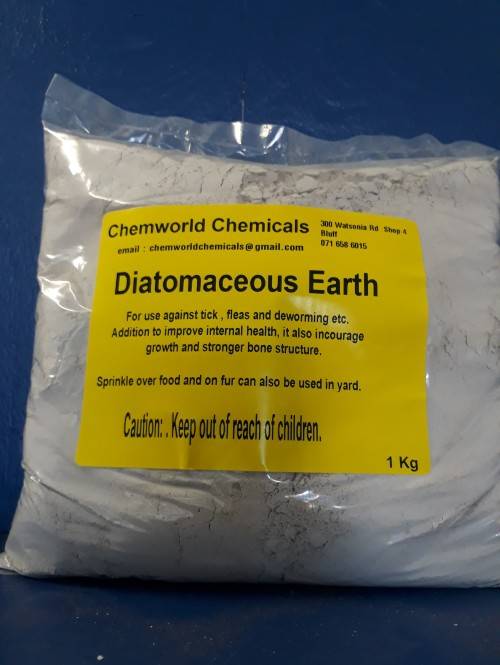 Chemworld Chemicals
300 Watsonia Rd Shop 4
Bluff
071 658 6015
email : chemworldchemicals@gmail.com
Diatomaceous Earth
For use against tick , fleas and deworming etc.
Addition to improve internal health, it also incourage
growth and stronger bone structure.
Sprinkle over food and on fur can also be used in yard.
Caution: . Keep out of reach of children.
1 Kg